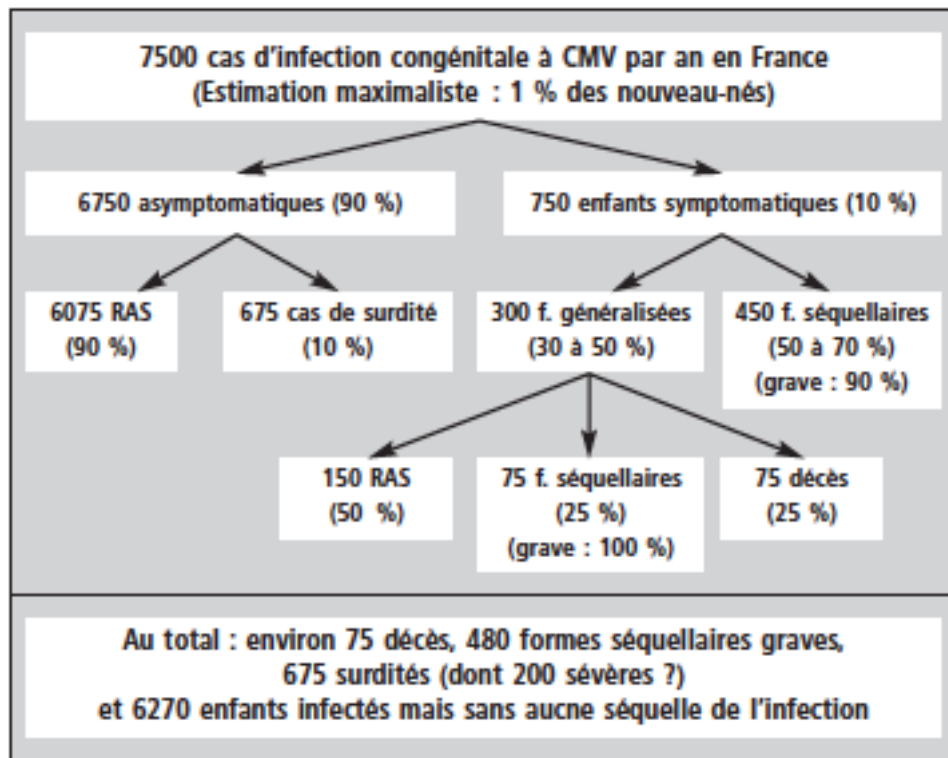 7500 cas d'infection congénitale à CMV par an en France
(Estimation maximaliste : 1 % des nouveau-nés)
6750 asymptomatiques (90 %)
750 enfants symptomatiques (10 %)
6075 RAS
(90 %)
675 cas de surdité
(10 %)
300 f. généralisées
(30 à 50 %)
450 f. séquellaires
(50 à 70 %)
(grave : 90 %)
150 RAS
(50 %)
75 f. séquellaires
(25 %)
(grave : 100 %)
75 décès
(25 %)
Au total : environ 75 décès, 480 formes séquellaires graves,
675 surdités (dont 200 sévères ?)
et 6270 enfants infectés mais sans aucne séquelle de l'infection